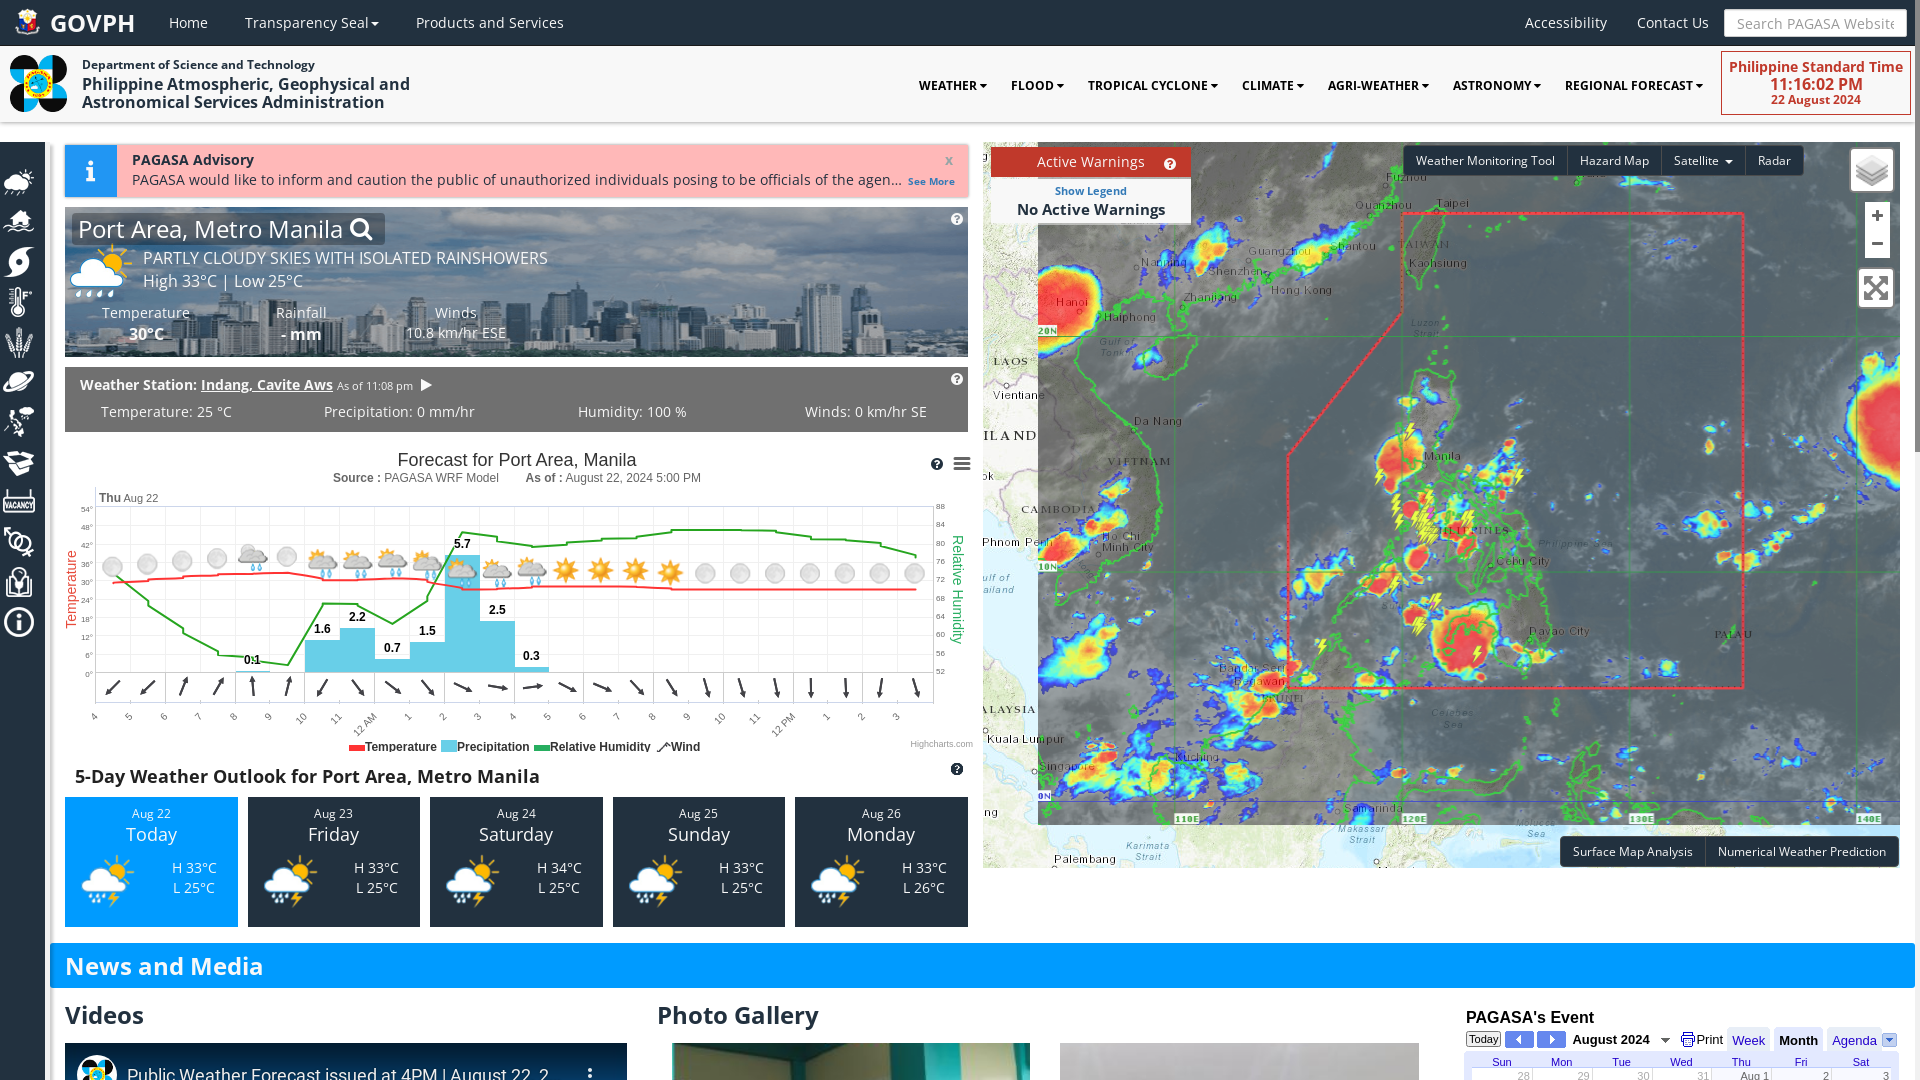 GOVPH
Home
Transparency Seal
Products and Services
Accessibility
Contact Us
Search PAGASA Website
Department of Science and Technology
Philippine Atmospheric, Geophysical and
Astronomical Services Administration
WEATHER
FLOOD
TROPICAL CYCLONE
CLIMATE
AGRI-WEATHER
ASTRONOMY
REGIONAL FORECAST
Philippine Standard Time
11:16:02 PM
22 August 2024
PAGASA Advisory
x
PAGASA would like to inform and caution the public of unauthorized individuals posing to be officials of the agen... See More
Port Area, Metro Manila
PARTLY CLOUDY SKIES WITH ISOLATED RAINSHOWERS
High 33°C | Low 25°C
Temperature Rainfall Winds
30°C - mm 10.8 km/hr ESE
Weather Station: Indang, Cavite Aws As of 11:08 pm
Temperature: 25 °C Precipitation: 0 mm/hr Humidity: 100 % Winds: 0 km/hr SE
Forecast for Port Area, Manila
Source : PAGASA WRF Model As of : August 22, 2024 5:00 PM
Thu Aug 22
54° 88
48° 84
42° 80
36° 76
30° 72
24° 68
18° 64
12° 60
6° 56
0° 52
Temperature
Relative Humidity
0.1 1.6 2.2 0.7 1.5 5.7 2.5 0.3
4 5 6 7 8 9 10 11 12 AM 1 2 3 4 5 6 7 8 9 10 11 12 PM 1 2 3
Temperature Precipitation Relative Humidity Wind
Highcharts.com
5-Day Weather Outlook for Port Area, Metro Manila
Aug 22
Today
H 33°C
L 25°C
Aug 23
Friday
H 33°C
L 25°C
Aug 24
Saturday
H 34°C
L 25°C
Aug 25
Sunday
H 33°C
L 25°C
Aug 26
Monday
H 33°C
L 26°C
VACANCY
Active Warnings
Show Legend
No Active Warnings
Weather Monitoring Tool
Hazard Map
Satellite
Radar
+
−
Fuzhou
Quanzhou
Taipei
Shantou
TAIWAN
Guangzhou
Kaohsiung
Nanning
Shenzhen
Hong Kong
Zhanjiang
Hanoi
Haiphong
20N
Luzon
Strait
Gulf of
Tonkin
LAOS
Vientiane
Da Nang
ILAND
Manila
VIETNAM
CAMBODIA
PHILIPPINES
Phnom Penh
Ho Chi
Minh City
Philippine Sea
Cebu City
10N
ulf of
ailand
Davao City
PALAU
Bandar Seri
Begawan
BRUNEI
ALAYSIA
Celebes
Sea
Kuala Lumpur
Kuching
Singapore
0N
Samarinda
110E 120E 130E 140E
Makassar
Strait
Karimata
Strait
Palembang
Surface Map Analysis
Numerical Weather Prediction
News and Media
Videos
Photo Gallery
PAGASA's Event
Public Weather Forecast issued at 4PM | August 22, 2...
Today
August 2024
Print
Week
Month
Agenda
Sun Mon Tue Wed Thu Fri Sat
28 29 30 31 Aug 1 2 3